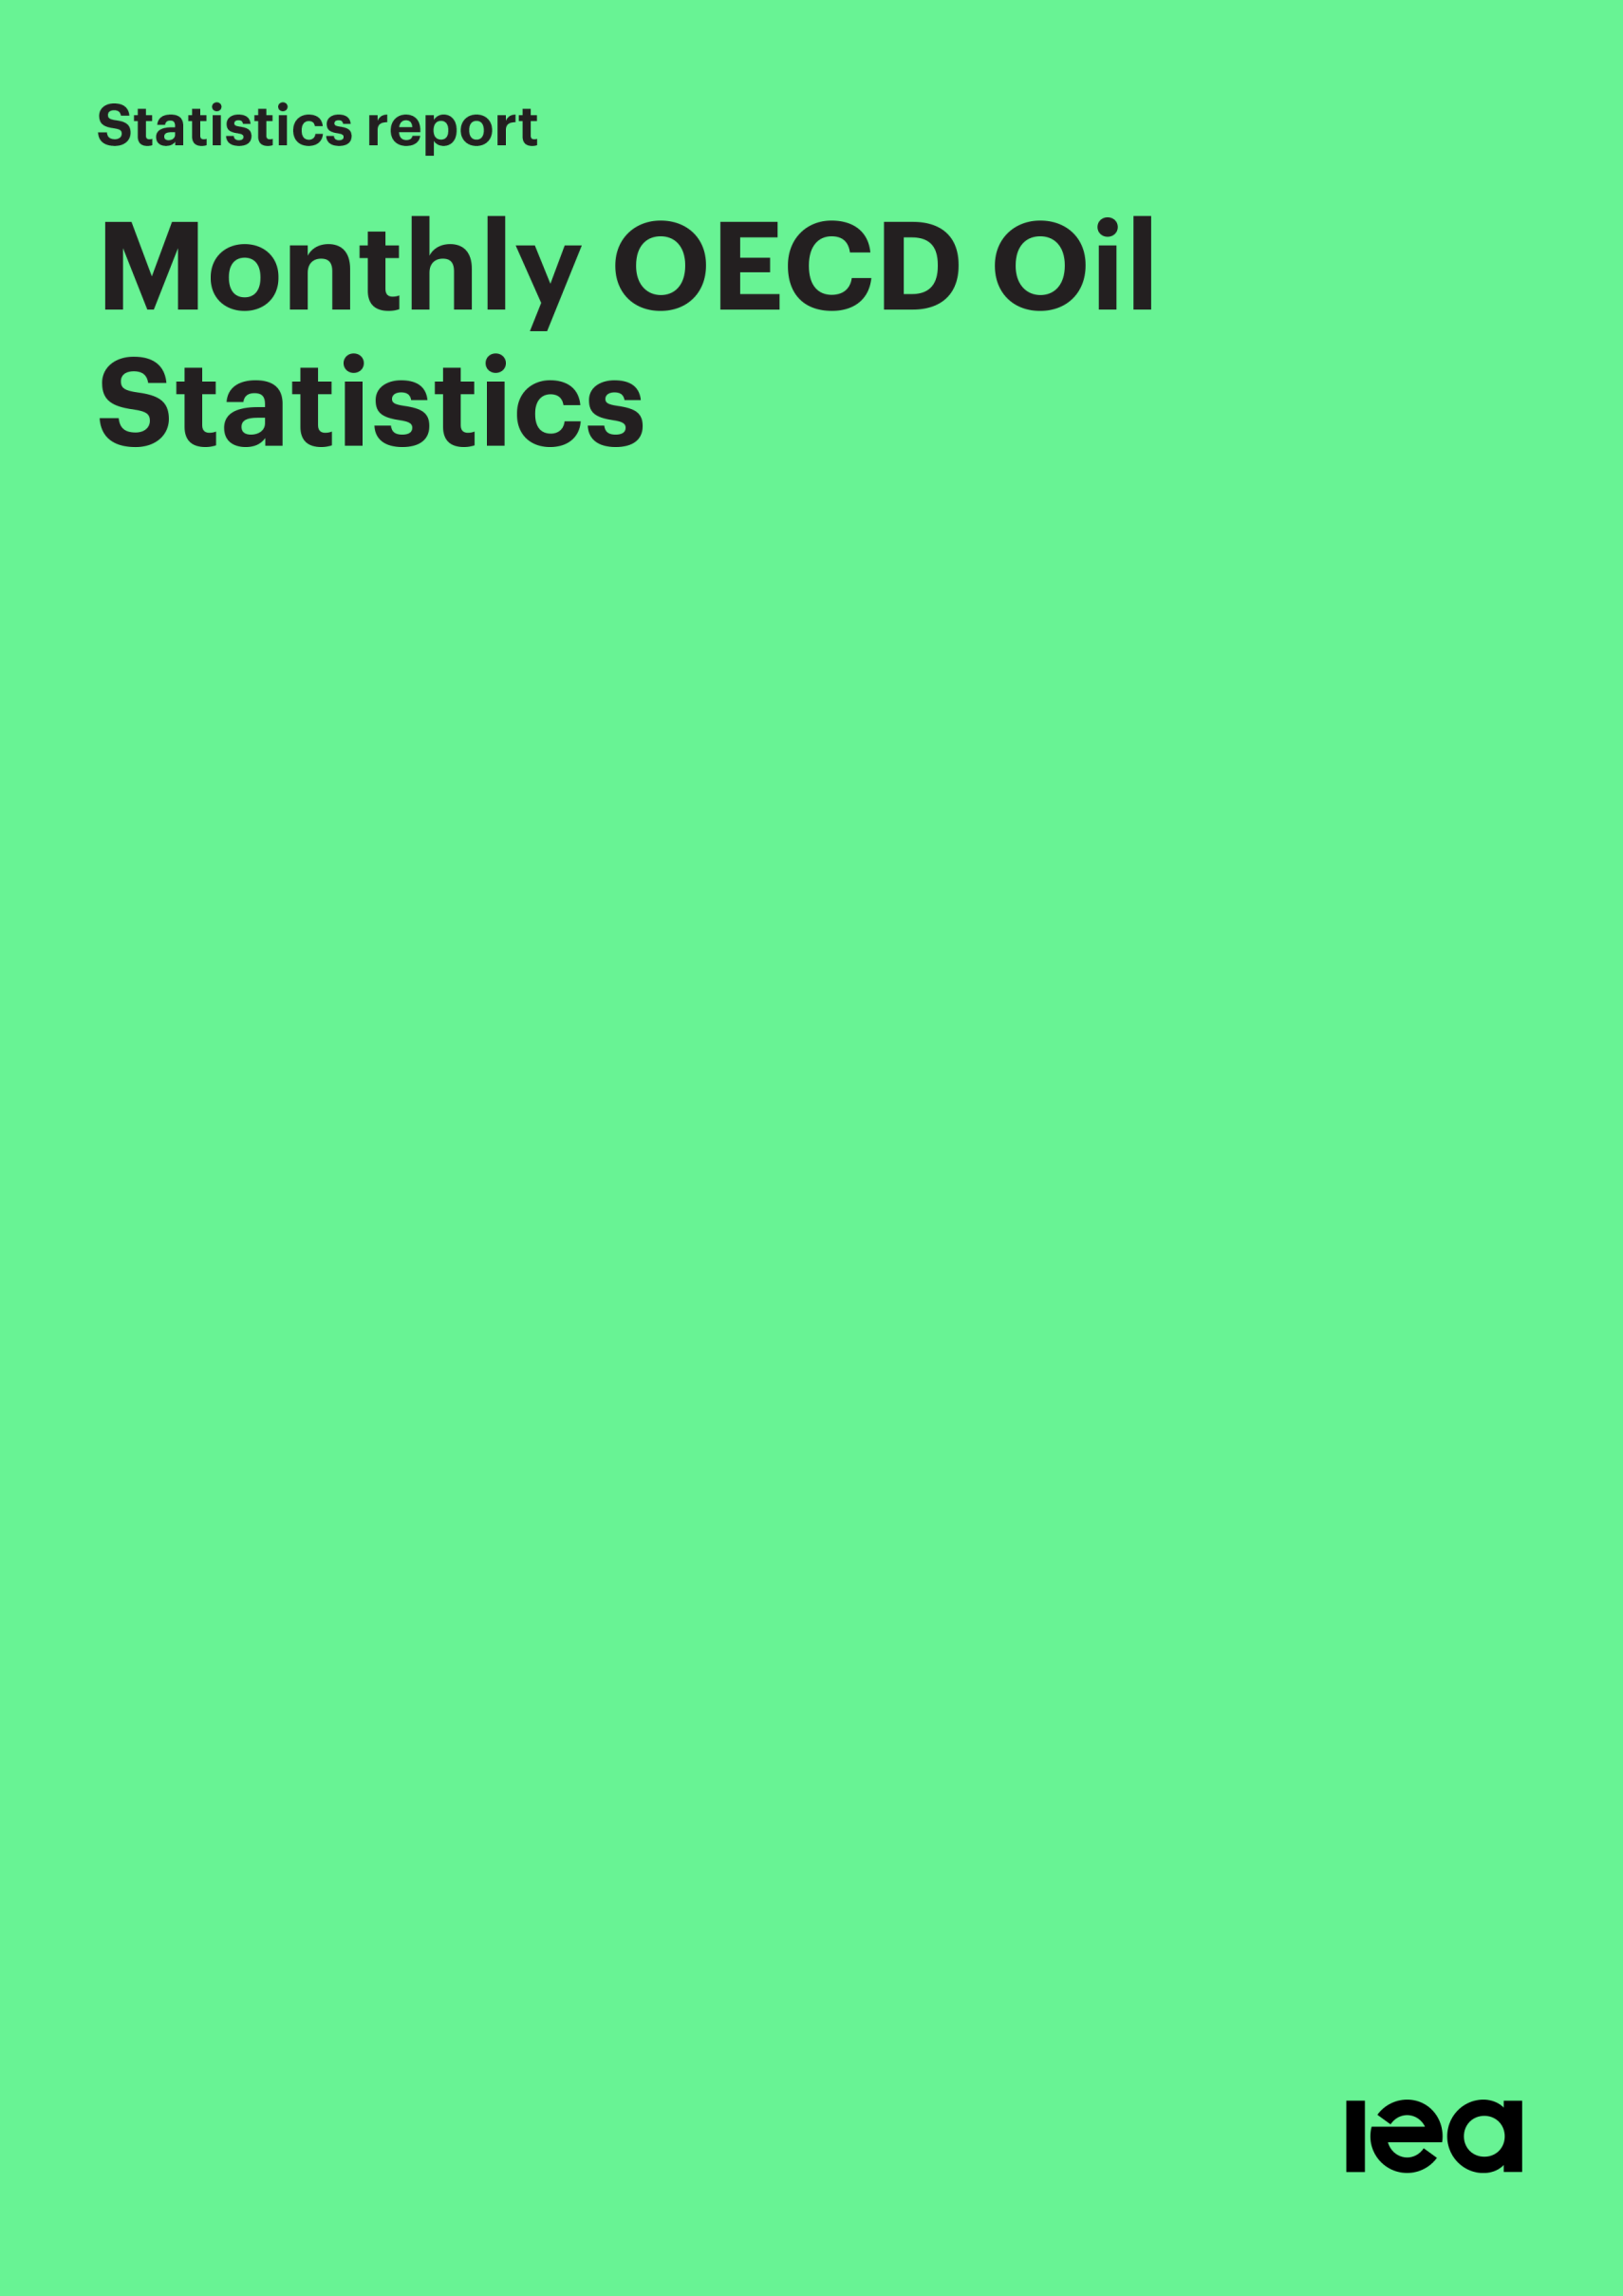 Statistics report
Monthly OECD Oil
Statistics
iea